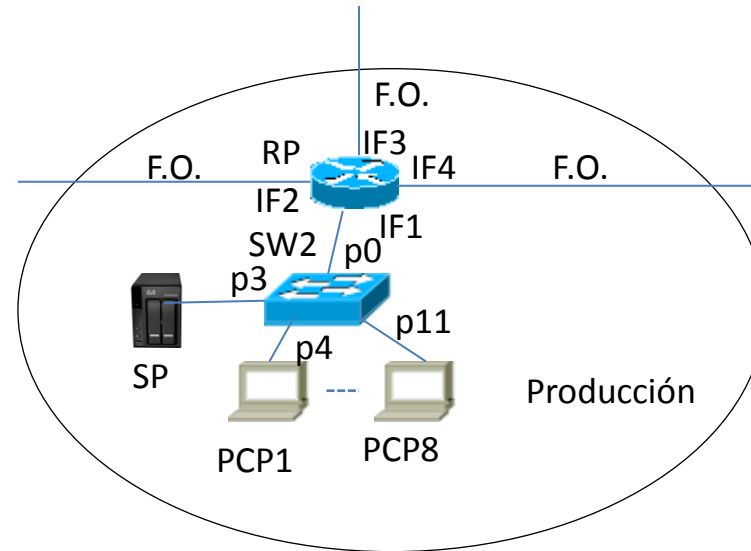 F.O.
RP
IF3
F.O.
IF4
F.O.
IF2
IF1
SW2
p0
p3
p11
p4
SP
Producción
PCP1
PCP8